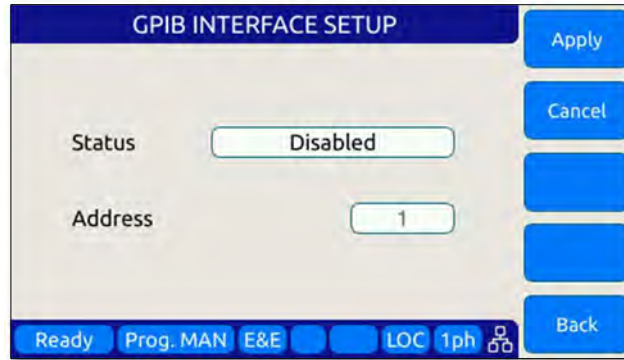 GPIB INTERFACE SETUP
Apply
Cancel
Status Disabled
Address 1
Back
Ready Prog. MAN E&E LOC 1ph